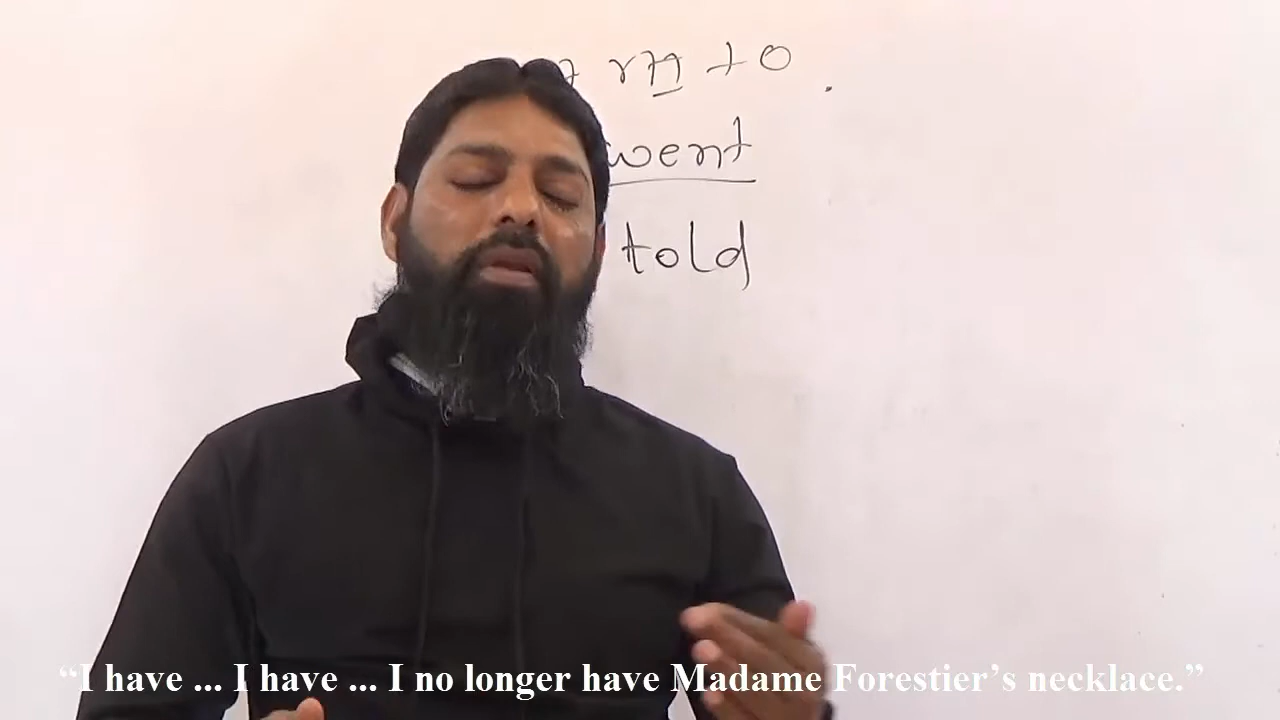 went
told
“I have ... I have ... I no longer have Madame Forestier’s necklace.”